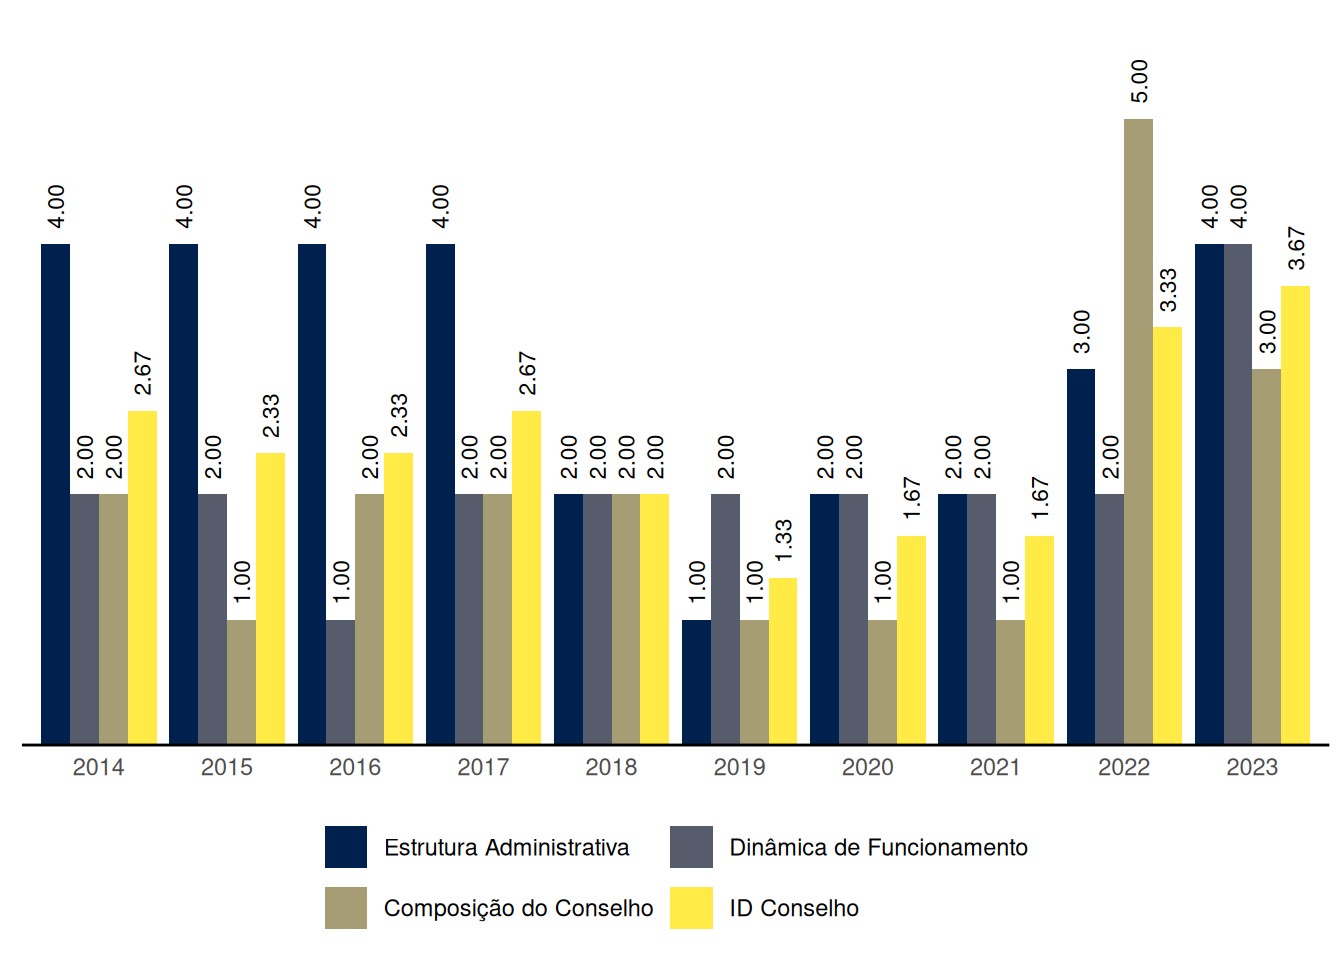 4.00 2.00 2.00 2.67 4.00 2.00 1.00 2.33 4.00 1.00 2.00 2.33 4.00 2.00 2.00 2.67 2.00 2.00 2.00 2.00 1.00 2.00 1.00 1.33 2.00 2.00 1.00 1.67 2.00 2.00 1.00 1.67 3.00 2.00 5.00 3.33 4.00 4.00 3.00 3.67
2014 2015 2016 2017 2018 2019 2020 2021 2022 2023
Estrutura Administrativa Dinâmica de Funcionamento
Composição do Conselho ID Conselho